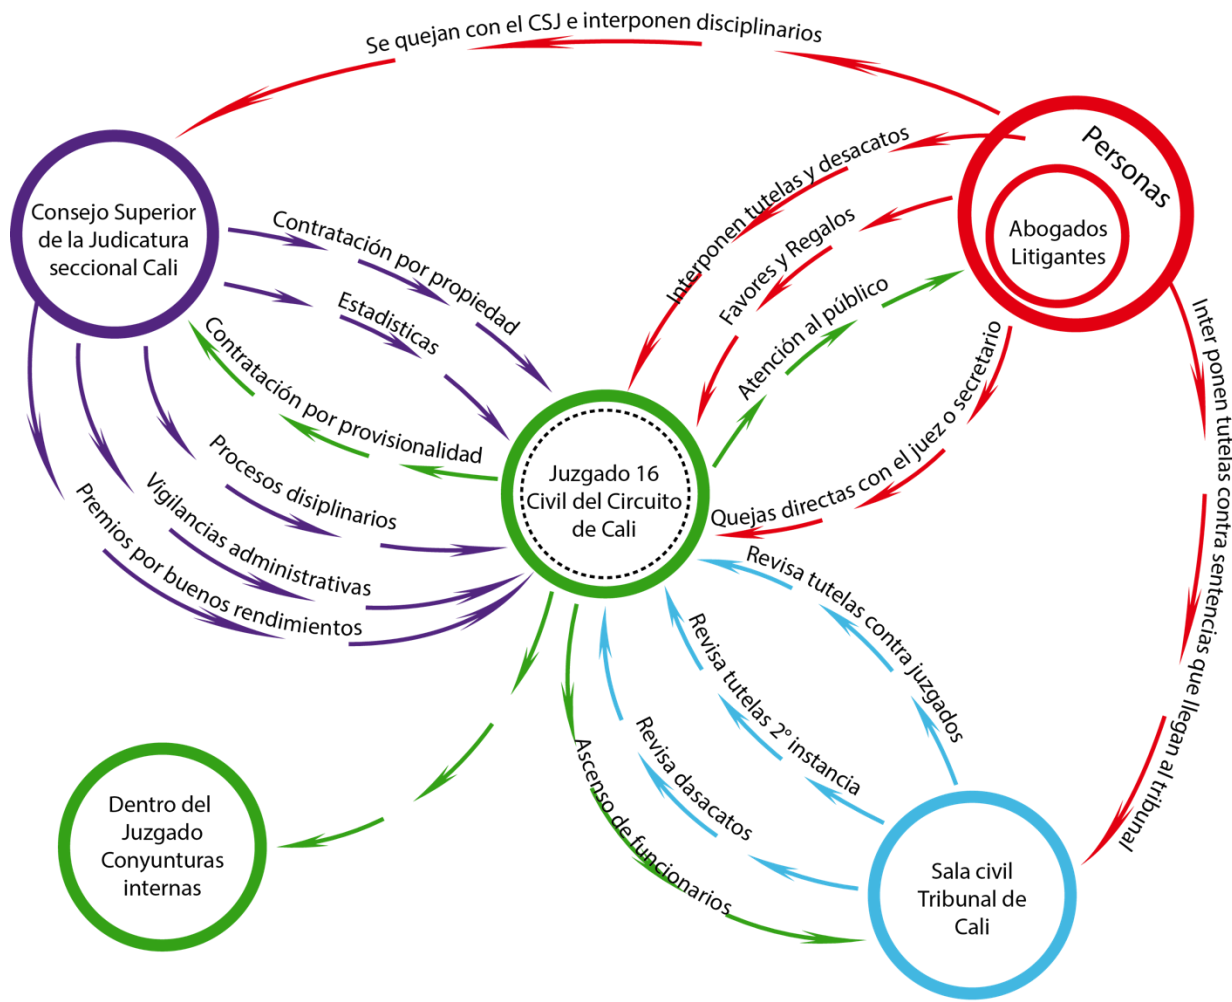 Se quejan con el CSJ e interponen disciplinarios
Personas
Abogados
Litigantes
Consejo Superior
de la Judicatura
seccional Cali
Interponen tutelas y desacatos
Favores y Regalos
Atención al público
Contratación por propiedad
Estadisticas
Contratación por provisionalidad
Procesos disiplinarios
Vigilancias administrativas
Premios por buenos rendimientos
Juzgado 16
Civil del Circuito
de Cali
Quejas directas con el juez o secretario
Inter ponen tutelas contra sentencias que llegan al tribunal
Revisa tutelas contra juzgados
Revisa tutelas 2º instancia
Revisa dasacatos
Ascenso de funcionarios
Dentro del
Juzgado
Conyunturas
internas
Sala civil
Tribunal de
Cali